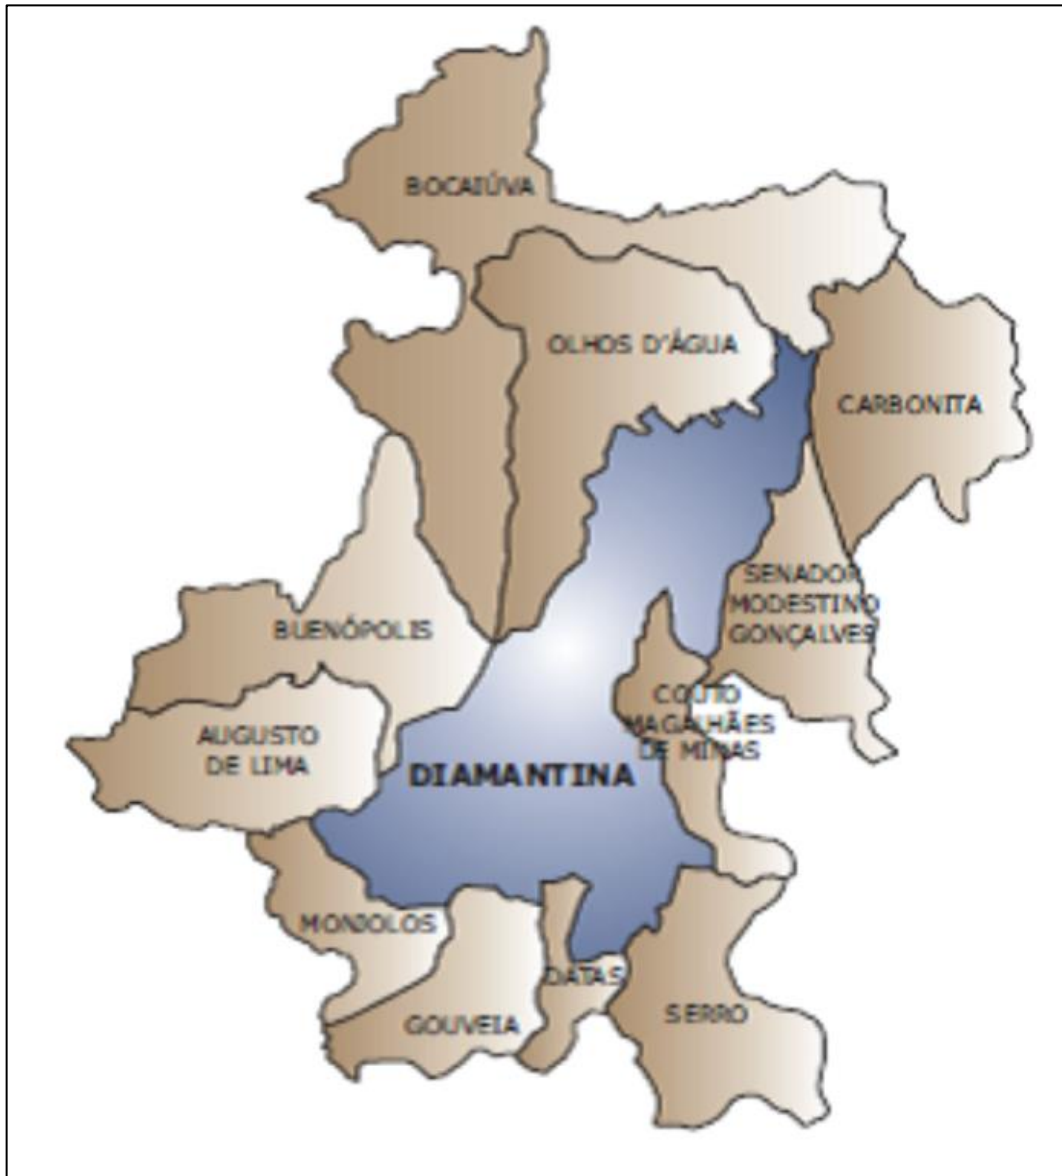 BOCAIÚVA
OLHOS D'ÁGUA
CARBONITA
SENADOR
MODESTINO
GONÇALVES
BUENÓPOLIS
COUTO
MAGALHÃES
DE MINAS
AUGUSTO
DE LIMA
DIAMANTINA
MONJOLOS
DATAS
GOUVEIA
SERRO